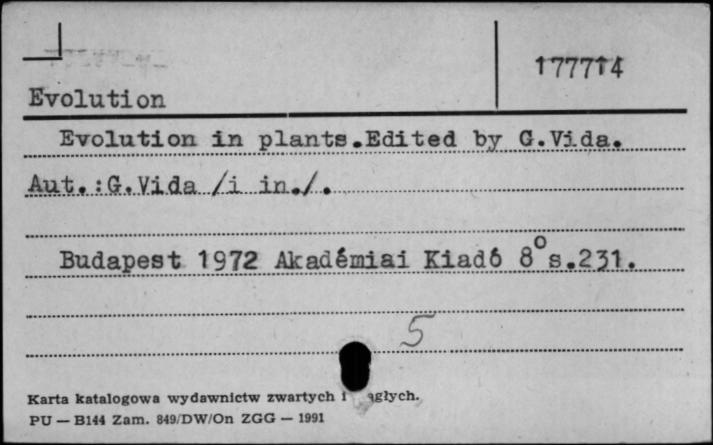 177714
Evolution
Evolution in plants.Edited by G.Vida.
Aut.:G.Vida /i in./.
Budapest 1972 Akadémiai Kiadó 8° s.231.
5
Karta katalogowa wydawnictw zwartych i
PU — B144 Zam. 849/DW/On ZGG — 1991